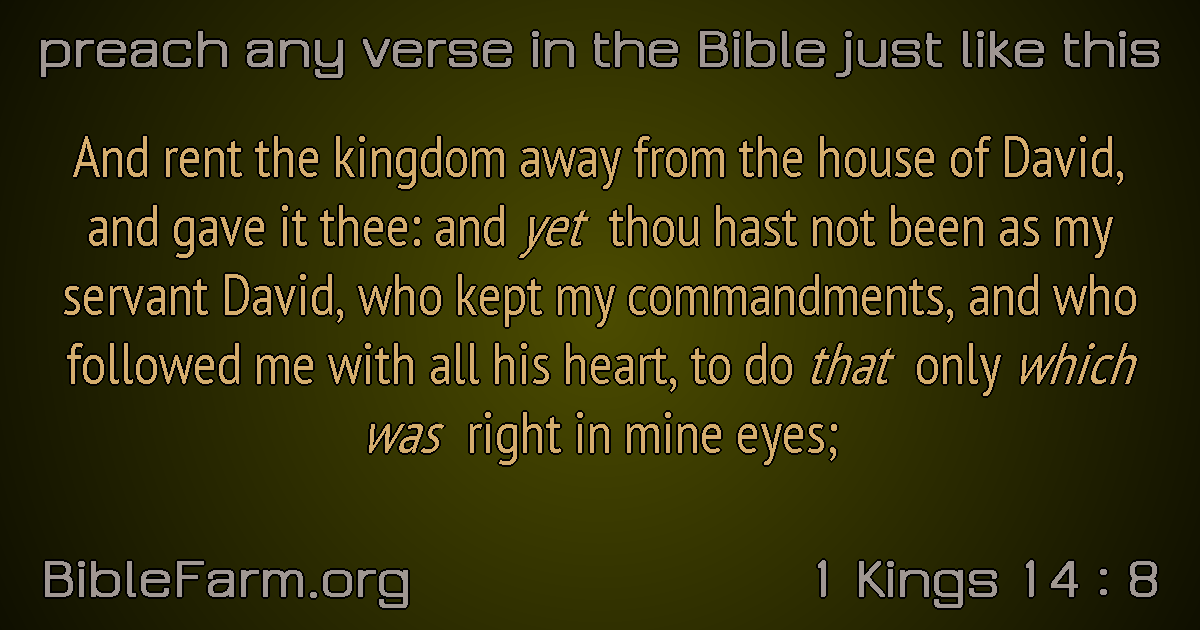 preach any verse in the Bible just like this
And rent the kingdom away from the house of David,
and gave it thee: and yet thou hast not been as my
servant David, who kept my commandments, and who
followed me with all his heart, to do that only which
was right in mine eyes;
BibleFarm.org
1 Kings 14 : 8